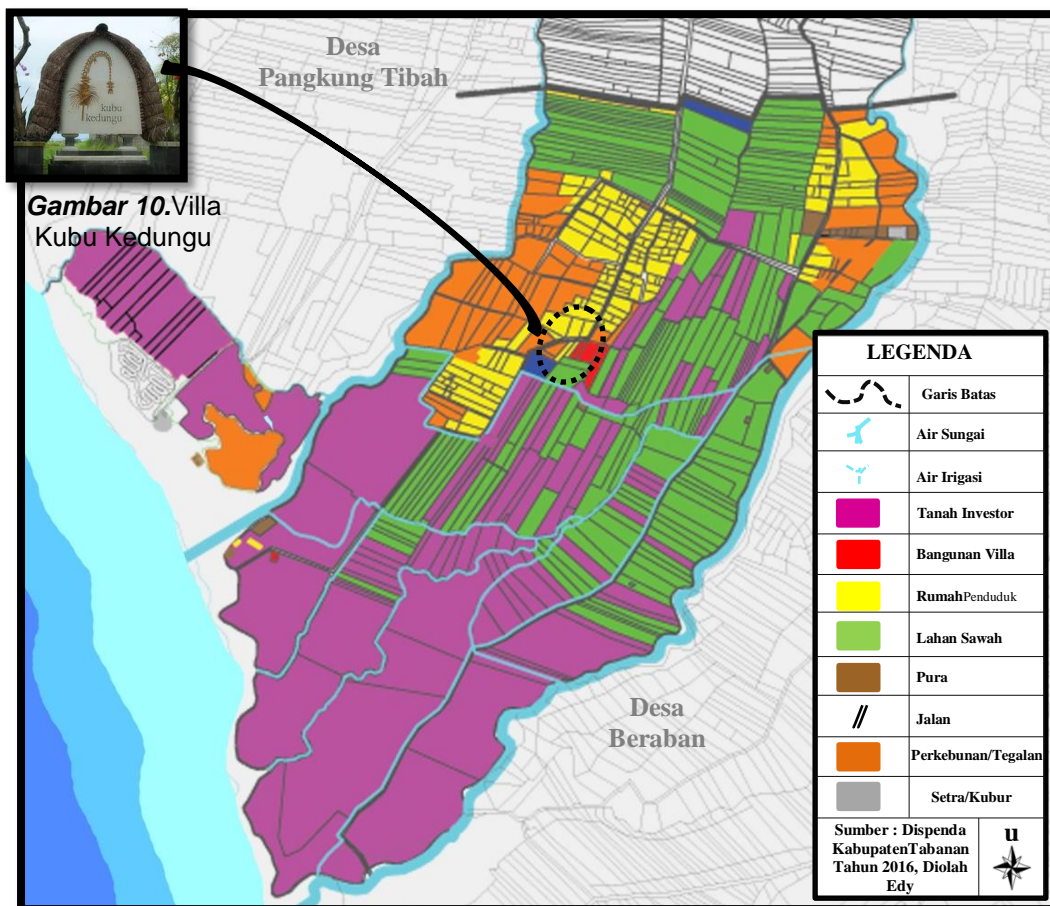 kubu
kedungu
Gambar 10.Villa
Kubu Kedungu
Desa
Pangkung Tibah
Desa
Beraban
LEGENDA
Garis Batas
Air Sungai
Air Irigasi
Tanah Investor
Bangunan Villa
RumahPenduduk
Lahan Sawah
Pura
Jalan
Perkebunan/Tegalan
Setra/Kubur
Sumber : Dispenda
KabupatenTabanan
Tahun 2016, Diolah
Edy
u